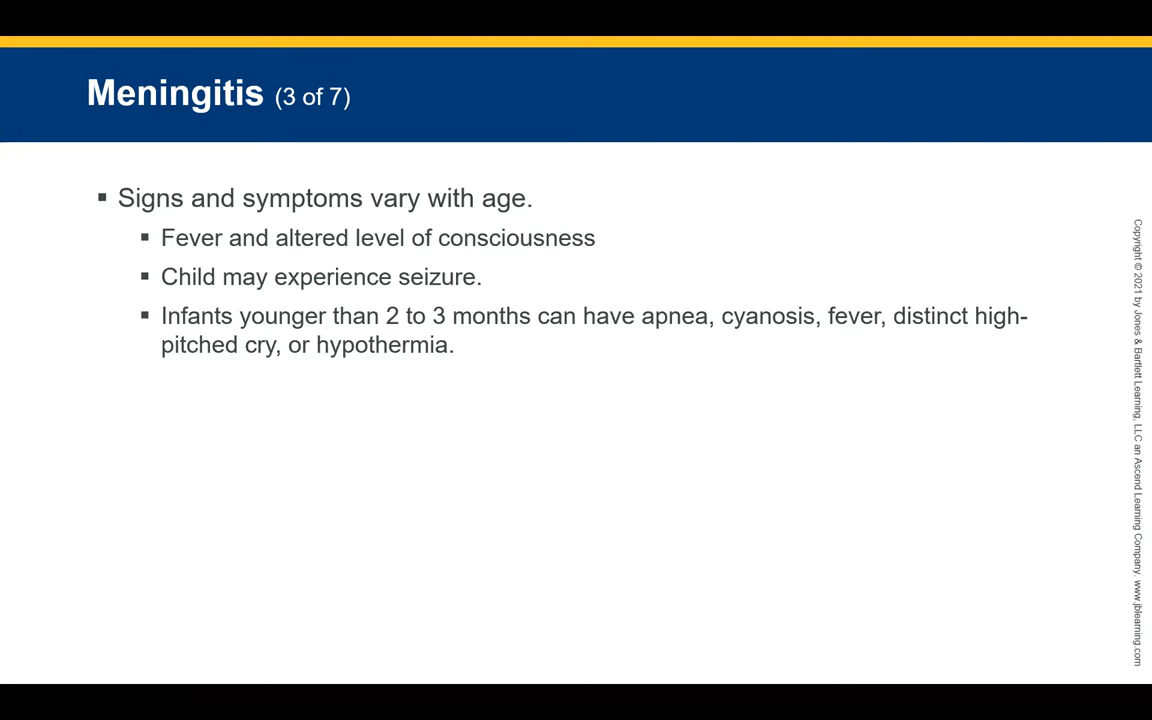 Meningitis (3 of 7)
▪ Signs and symptoms vary with age.
▪ Fever and altered level of consciousness
▪ Child may experience seizure.
▪ Infants younger than 2 to 3 months can have apnea, cyanosis, fever, distinct high-
pitched cry, or hypothermia.
Copyright © 2021 by Jones & Bartlett Learning, LLC an Ascend Learning Company. www.jblearning.com